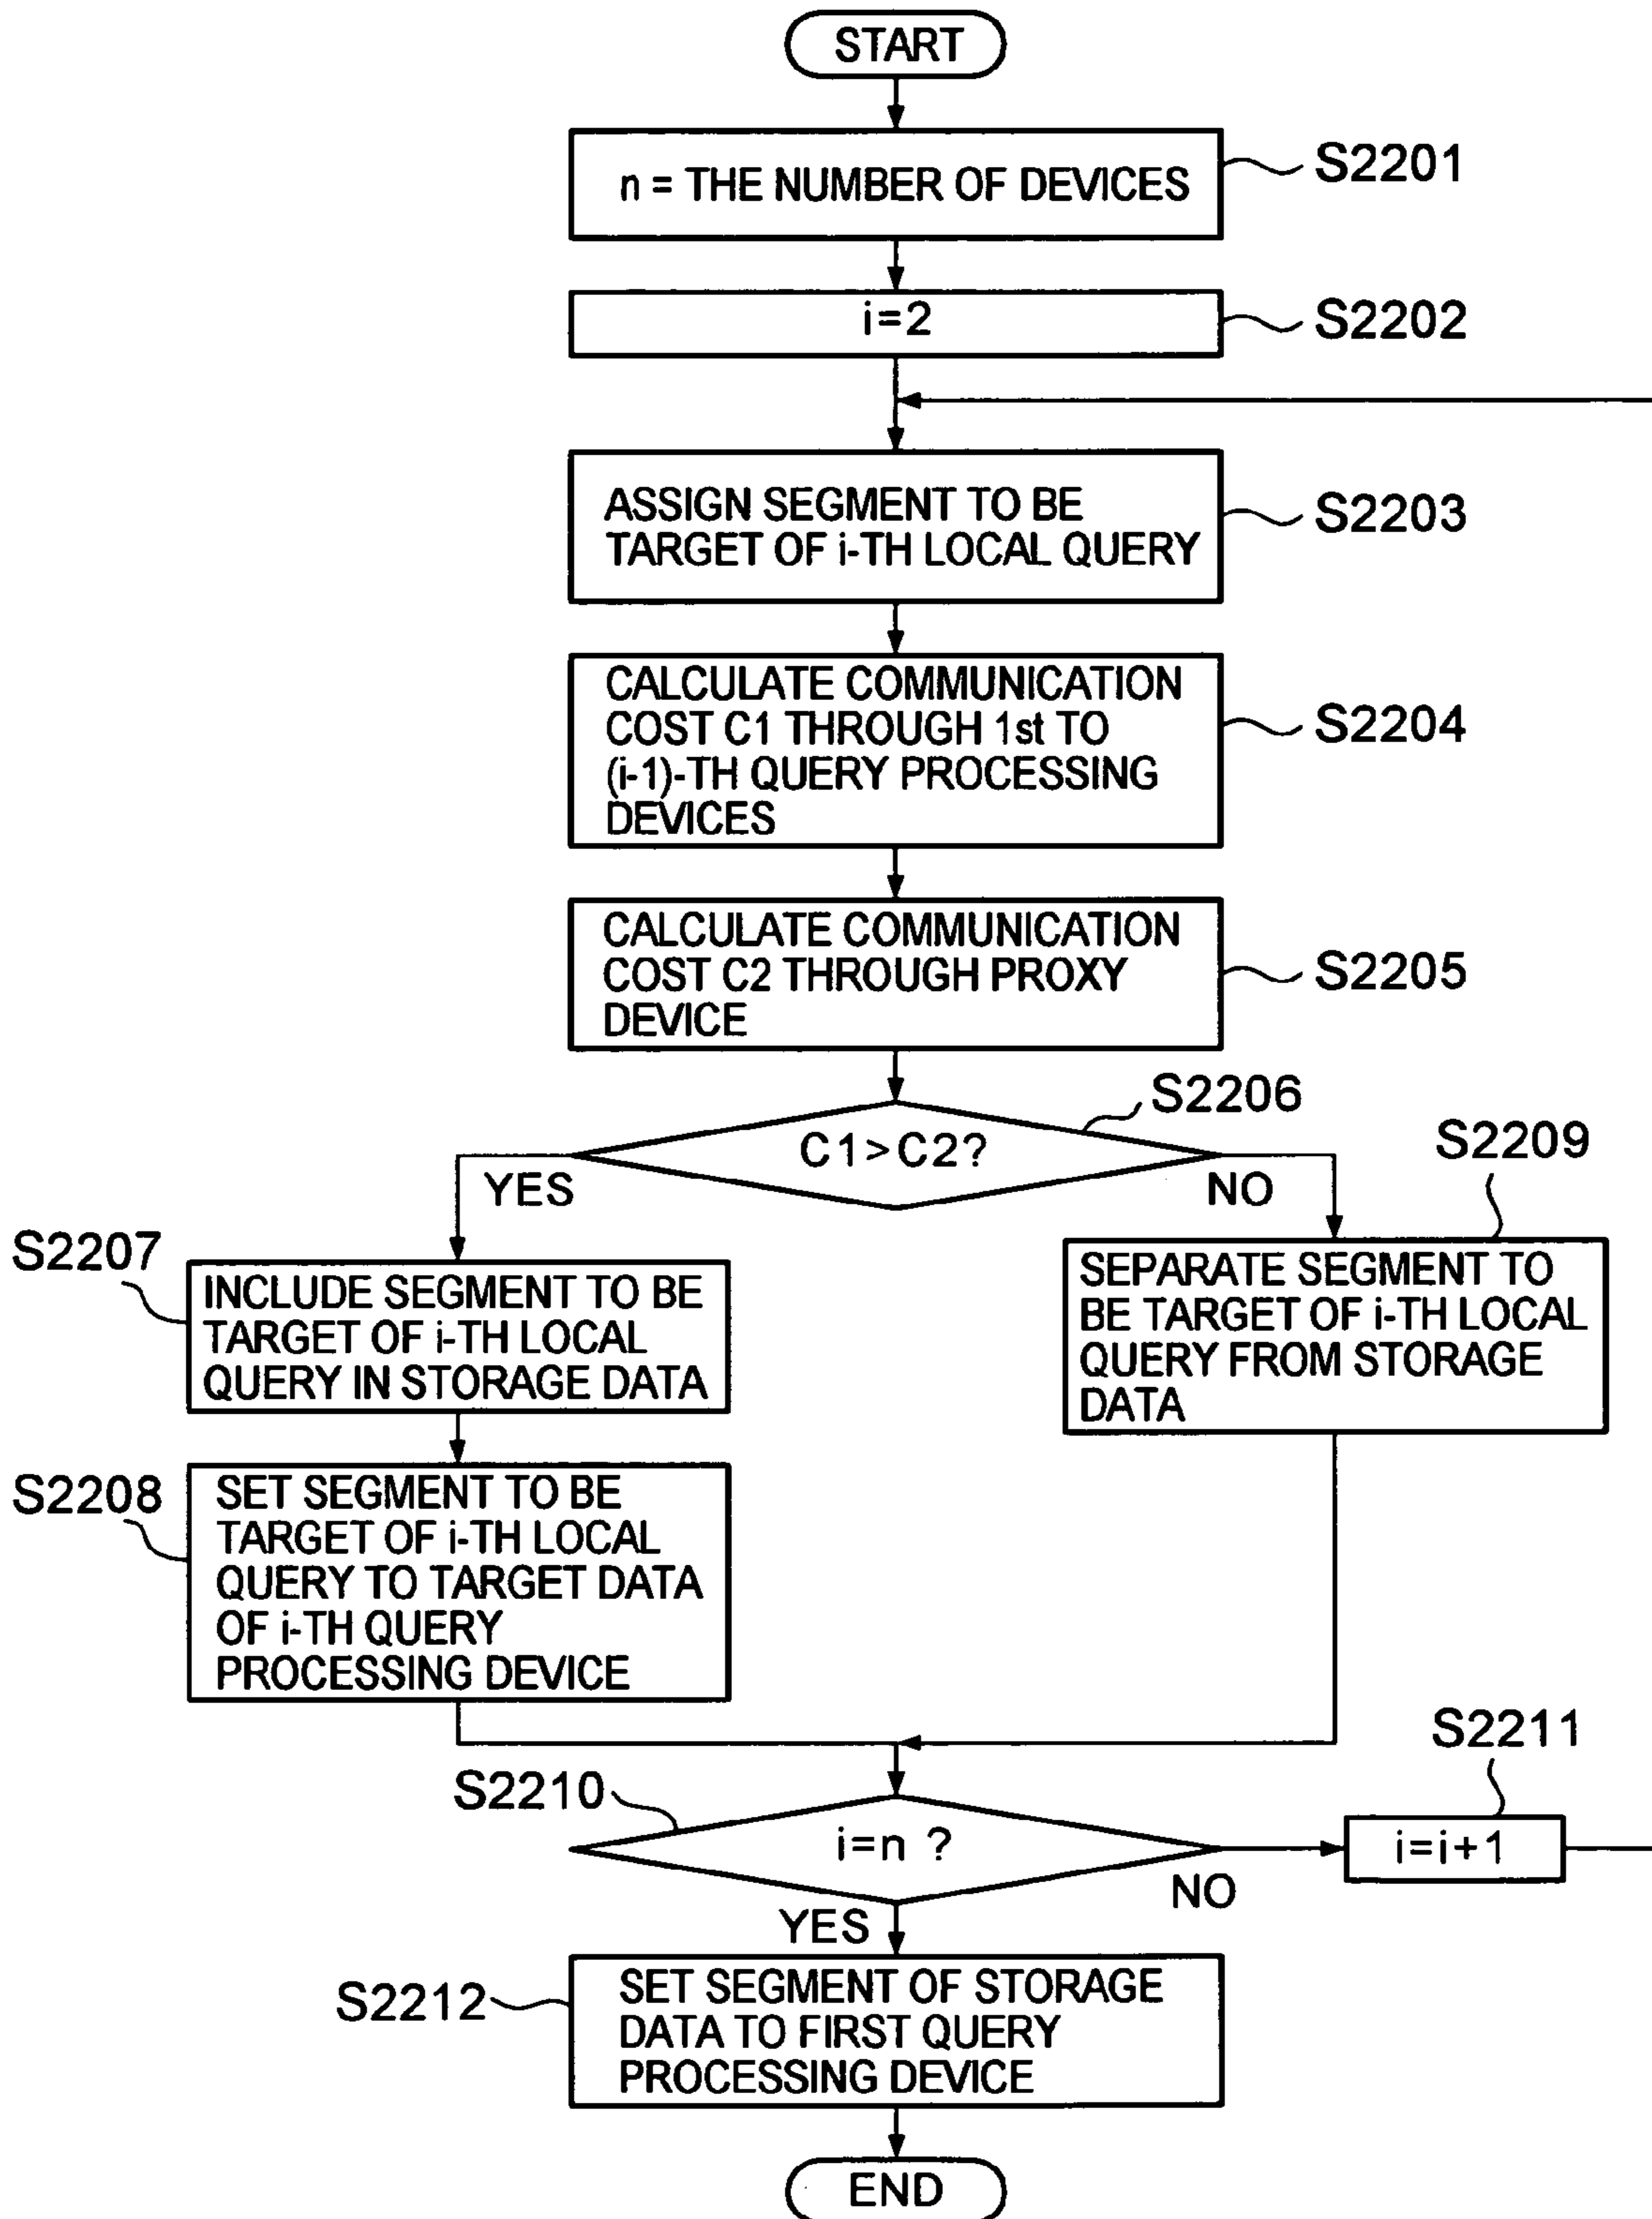 START
n = THE NUMBER OF DEVICES
S2201
i=2
S2202
ASSIGN SEGMENT TO BE
TARGET OF i-TH LOCAL QUERY
S2203
CALCULATE COMMUNICATION
COST C1 THROUGH 1st TO
(i-1)-TH QUERY PROCESSING
DEVICES
S2204
CALCULATE COMMUNICATION
COST C2 THROUGH PROXY
DEVICE
S2205
S2206
C1>C2?
YES
NO
S2207
INCLUDE SEGMENT TO BE
TARGET OF i-TH LOCAL
QUERY IN STORAGE DATA
S2208
SET SEGMENT TO BE
TARGET OF i-TH LOCAL
QUERY TO TARGET DATA
OF i-TH QUERY
PROCESSING DEVICE
S2209
SEPARATE SEGMENT TO
BE TARGET OF i-TH LOCAL
QUERY FROM STORAGE
DATA
S2210
i=n ?
NO
S2211
i=i+1
YES
S2212
SET SEGMENT OF STORAGE
DATA TO FIRST QUERY
PROCESSING DEVICE
END